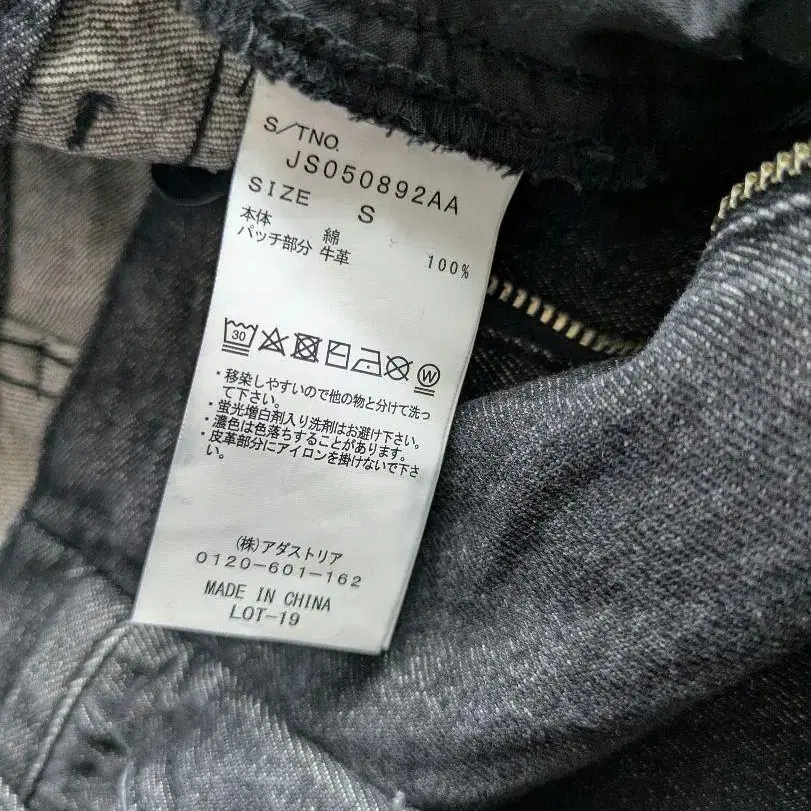 S/TNO.
JS050892AA
SIZE S
本体 綿 100%
パッチ部分 牛革
30
W
・移染しやすいので他の物と分けて洗っ
て下さい。
・蛍光増白剤入り洗剤はお避け下さい。
・濃色は色落ちすることがあります。
・皮革部分にアイロンを掛けないで下さ
い。
(株)アダストリア
0120-601-162
MADE IN CHINA
LOT-19